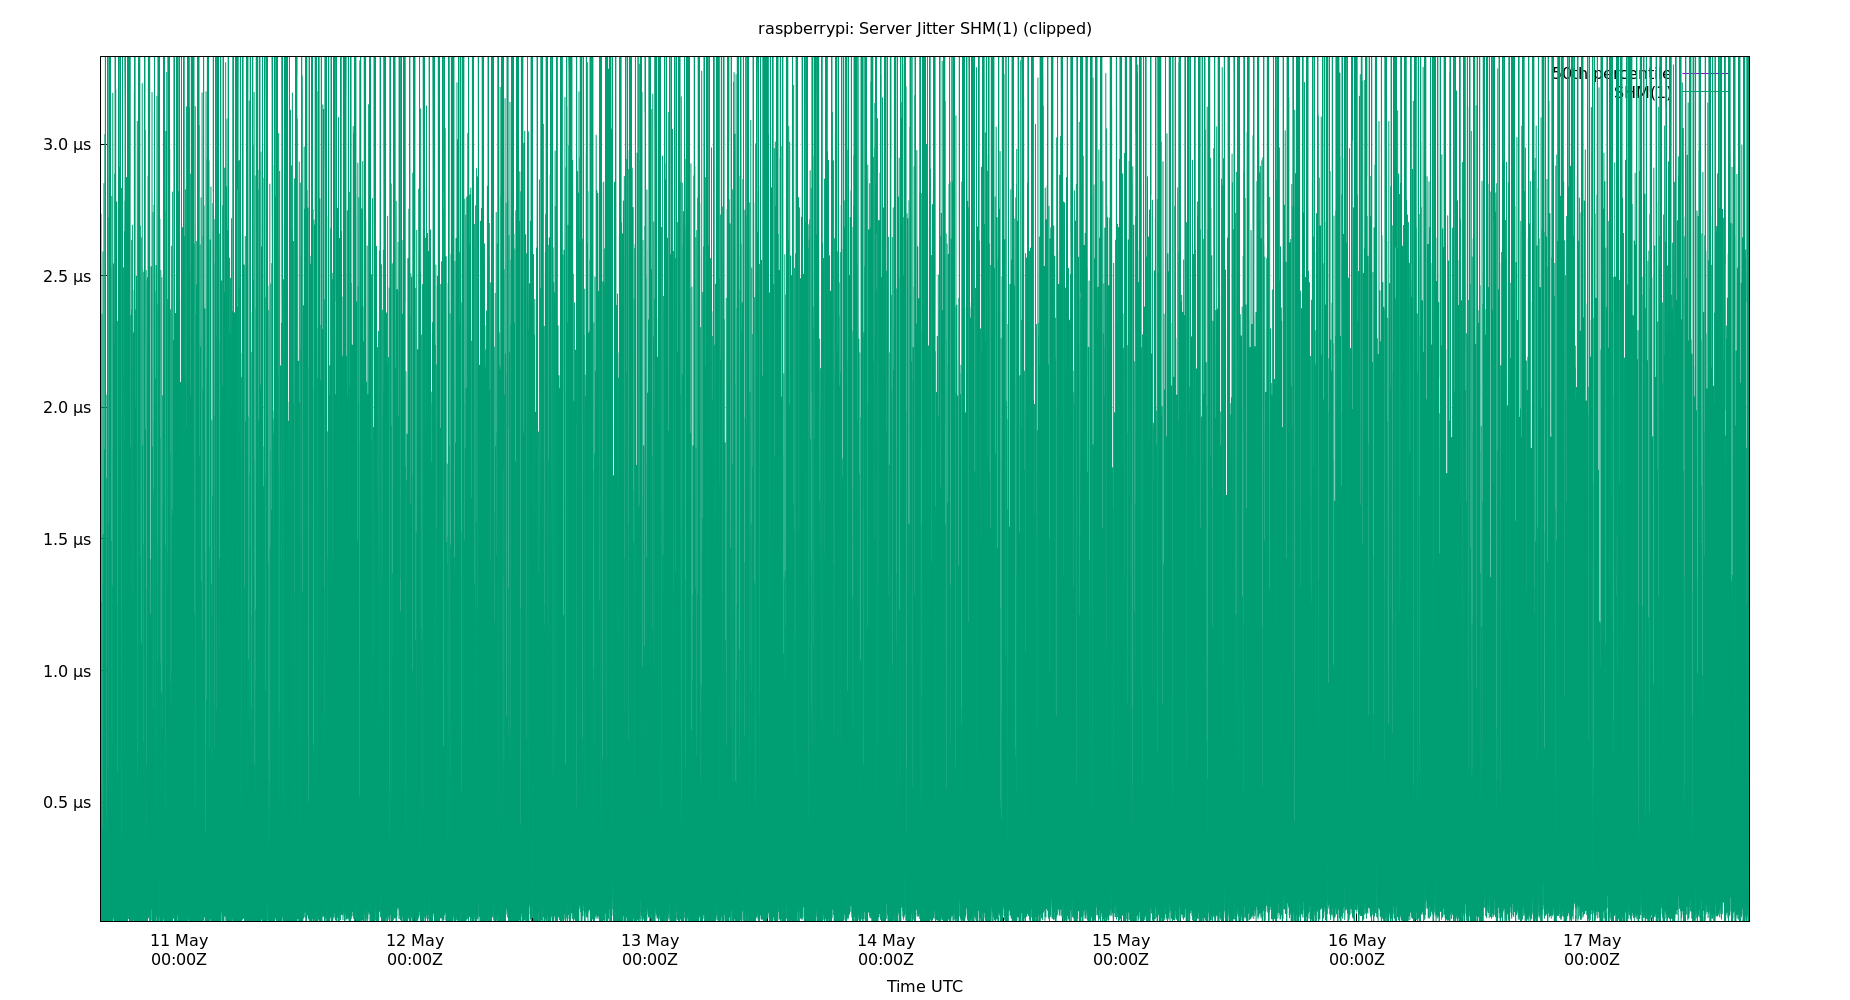 raspberrypi: Server Jitter SHM(1) (clipped)
50th percentile
SHM(1)
3.0 µs
2.5 µs
2.0 µs
1.5 µs
1.0 µs
0.5 µs
11 May 12 May 13 May 14 May 15 May 16 May 17 May
00:00Z 00:00Z 00:00Z 00:00Z 00:00Z 00:00Z 00:00Z
Time UTC